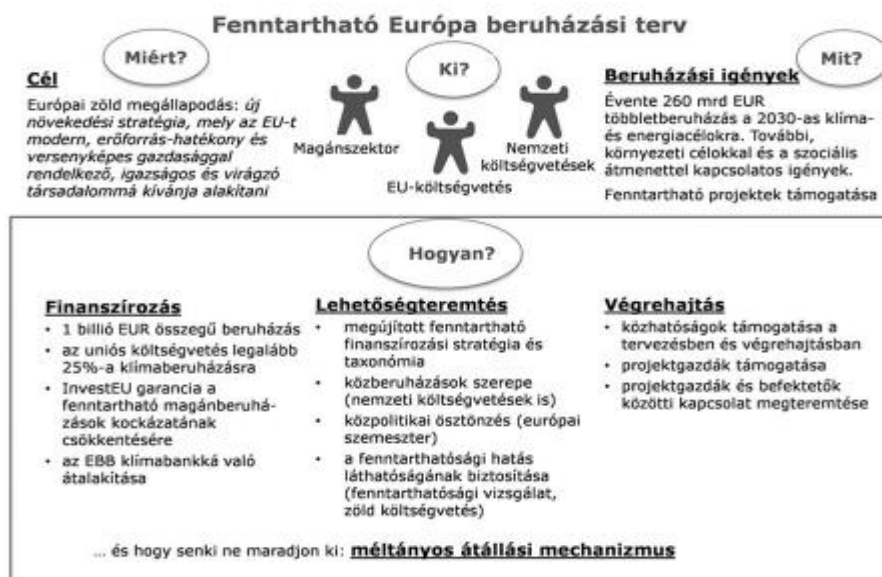 Fenntartható Európa beruházási terv
Miért?
Cél
Európai zöld megállapodás: új
növekedési stratégia, mely az EU-t
modern, erőforrás-hatékony és
versenyképes gazdasággal
rendelkező, igazságos és virágzó
társadalommá kívánja alakítani
Ki?
Magánszektor
EU-költségvetés
Nemzeti
költségvetések
Mit?
Beruházási igények
Évente 260 mrd EUR
többletberuházás a 2030-as klíma-
és energiacélokra. További,
környezeti célokkal és a szociális
átmenettel kapcsolatos igények.
Fenntartható projektek támogatása
Hogyan?
Finanszírozás
• 1 billió EUR összegű beruházás
• az uniós költségvetés legalább
25%-a klímaberuházásra
• InvestEU garancia a
fenntartható magánberuhá-
zások kockázatának
csökkentésére
• az EBB klímabankká való
átalakítása
Lehetőségteremtés
• megújított fenntartható
finanszírozási stratégia és
taxonómia
• közberuházások szerepe
(nemzeti költségvetések is)
• közpolitikai ösztönzés (európai
szemeszter)
• a fenntarthatósági hatás
láthatóságának biztosítása
(fenntarthatósági vizsgálat,
zöld költségvetés)
Végrehajtás
• közhatóságok támogatása a
tervezésben és végrehajtásban
• projektgazdák támogatása
• projektgazdák és befektetők
közötti kapcsolat megteremtése
... és hogy senki ne maradjon ki: méltányos átállási mechanizmus